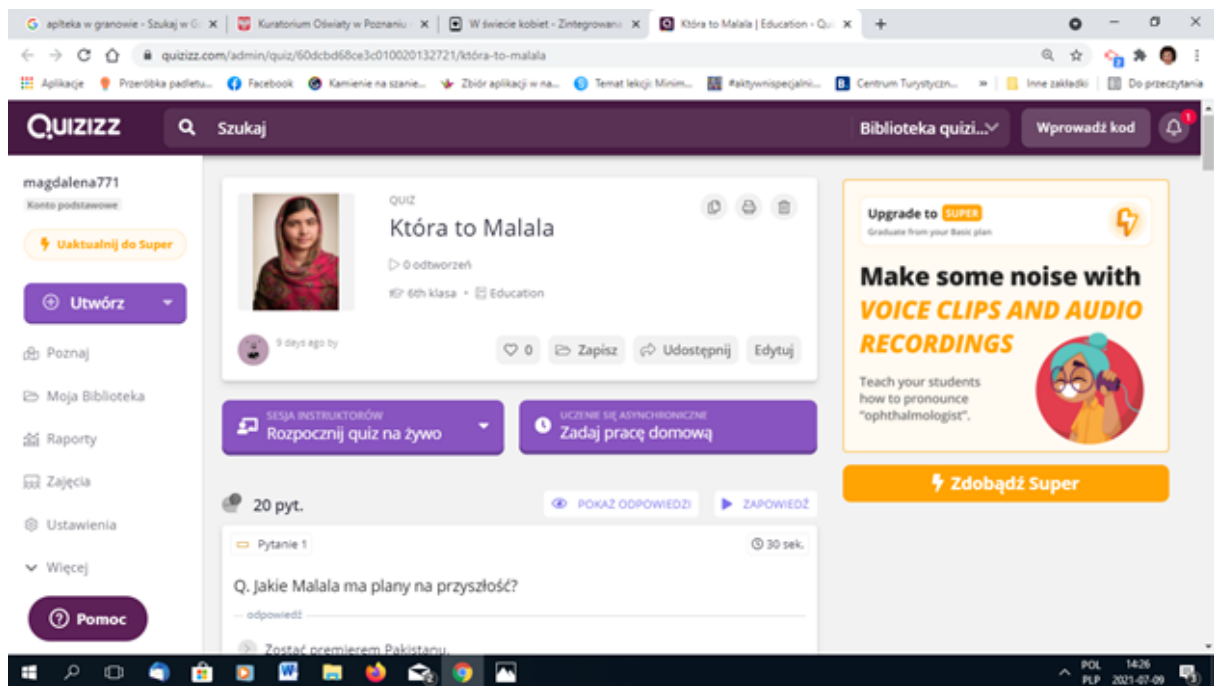 apteka w granowie - Szukaj w G
Kuratorium Oświaty w Poznaniu
W świecie kobiet - Zintegrowana
Która to Malala | Education - Qui
quizizz.com/admin/quiz/60dcbd68ce3c010020132721/która-to-malala
Aplikacje
Przeróbka padletu...
Facebook
Kamienie na szanie...
Zbiór aplikacji w na...
Temat lekcji: Minim...
#aktywnispecjalni...
Centrum Turystyczn...
»
Inne zakładki
Do przeczytania
QUIZIZZ
Szukaj
Biblioteka quizi...
Wprowadź kod
1
magdalena771
Konto podstawowe
Uaktualnij do Super
Utwórz
Poznaj
Moja Biblioteka
Raporty
Zajęcia
Ustawienia
Więcej
Pomoc
QUIZ
Która to Malala
0 odtworzeń
6th klasa • Education
9 days ago by
0
Zapisz
Udostępnij
Edytuj
SESJA INSTRUKTORÓW
Rozpocznij quiz na żywo
UCZENIE SIĘ ASYNCHRONICZNE
Zadaj pracę domową
20 pyt.
POKAŻ ODPOWIEDZI
ZAPOWIEDŹ
Pytanie 1
30 sek.
Q. Jakie Malala ma plany na przyszłość?
odpowiedź
Zostać premierem Pakistanu.
Upgrade to SUPER
Graduate from your Basic plan
Make some noise with
VOICE CLIPS AND AUDIO
RECORDINGS
Teach your students
how to pronounce
"ophthalmologist".
Zdobądź Super
POL
PLP
14:26
2021-07-09